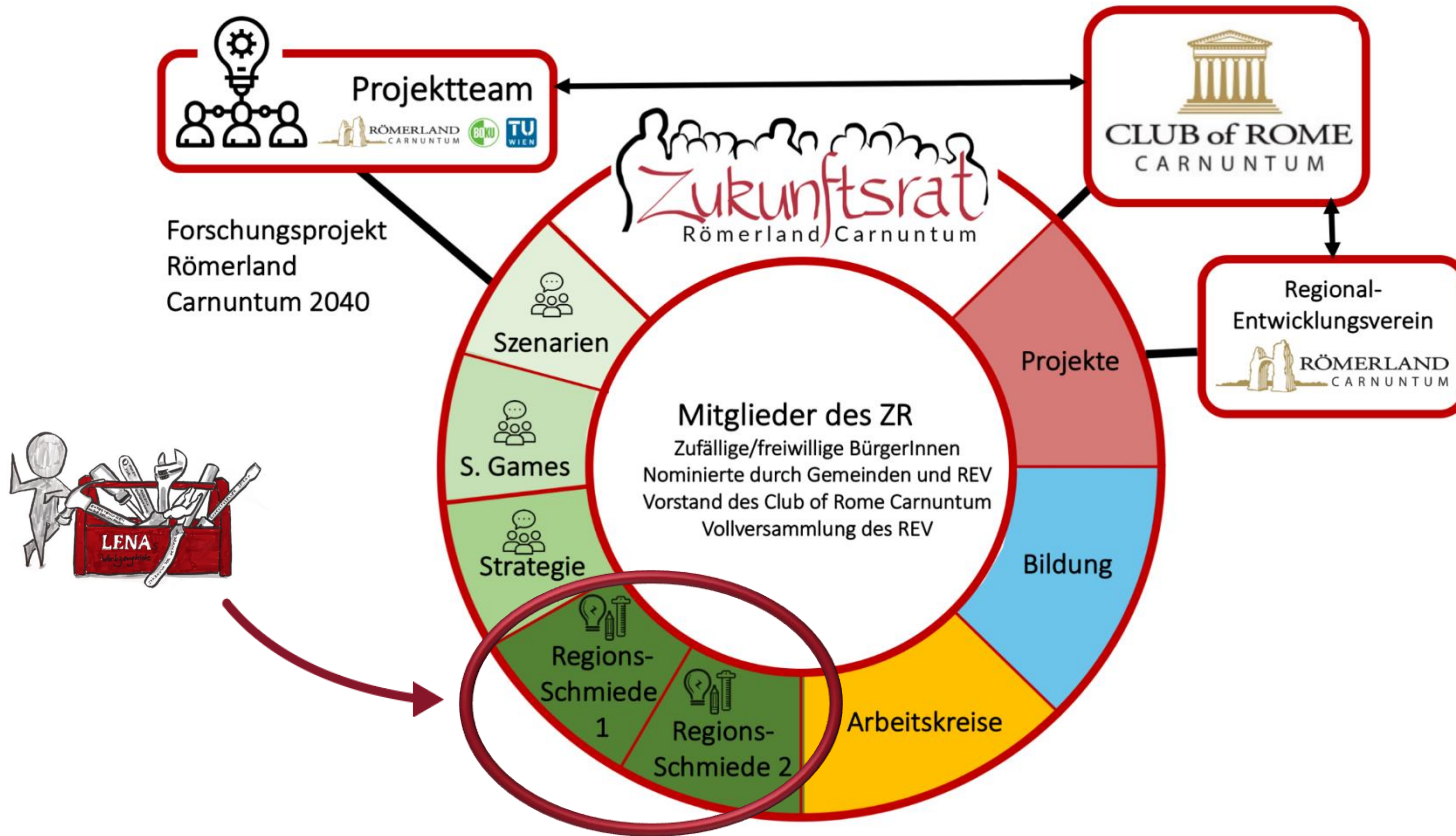 Projektteam
RÖMERLAND
CARNUNTUM
BOKU
TU
WIEN
CLUB of ROME
CARNUNTUM
Zukunftsrat
Römerland Carnuntum
Forschungsprojekt
Römerland
Carnuntum 2040
Regional-
Entwicklungsverein
RÖMERLAND
CARNUNTUM
Szenarien
S. Games
Strategie
Regions-
Schmiede
1
Regions-
Schmiede 2
Arbeitskreise
Bildung
Projekte
Mitglieder des ZR
Zufällige/freiwillige BürgerInnen
Nominierte durch Gemeinden und REV
Vorstand des Club of Rome Carnuntum
Vollversammlung des REV
LENA